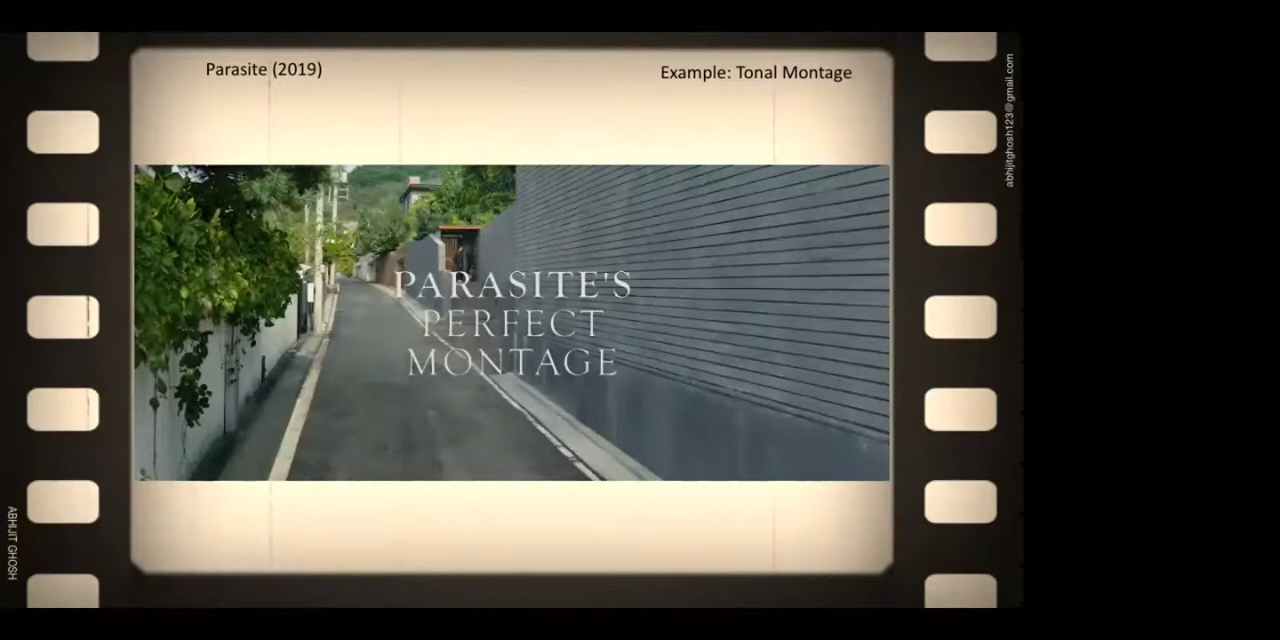 Parasite (2019)
Example: Tonal Montage
abhijitghosh123@gmail.com
PARASITE'S
PERFECT
MONTAGE
ABHIJIT GHOSH